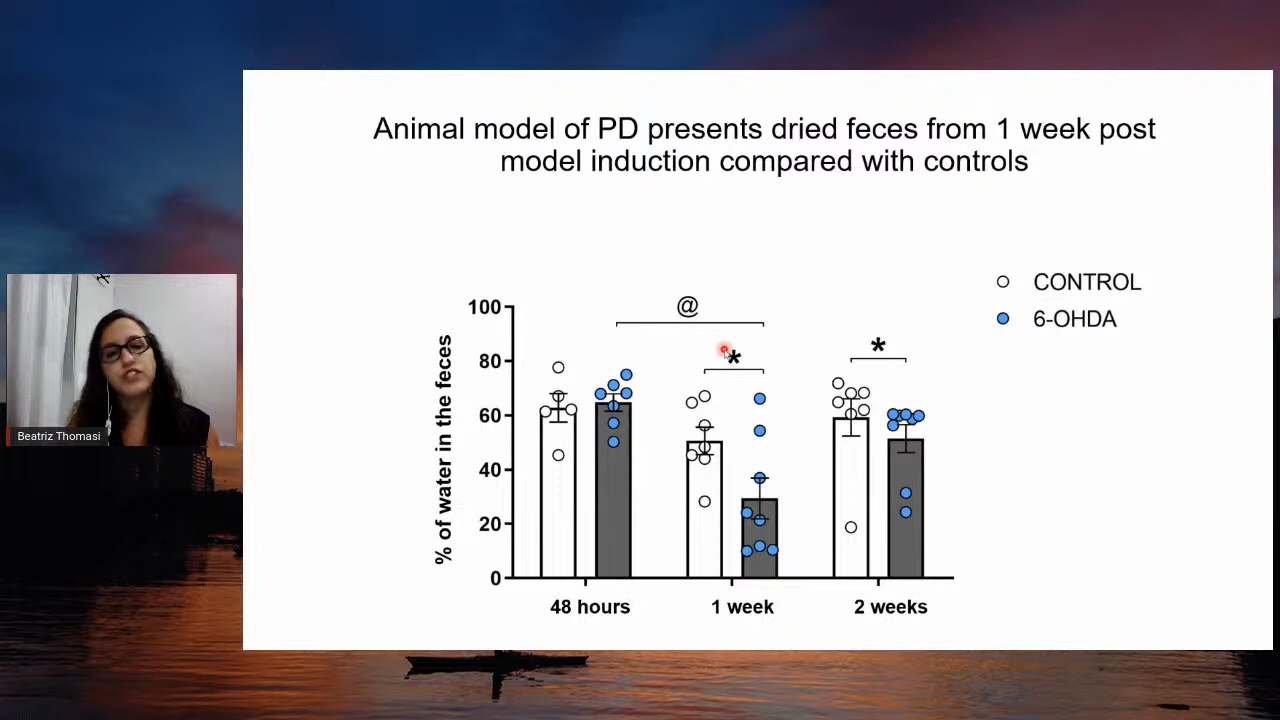 Animal model of PD presents dried feces from 1 week post
model induction compared with controls
CONTROL
6-OHDA
@
*
*
100
80
60
40
20
0
% of water in the feces
48 hours
1 week
2 weeks
Beatriz Thomasi